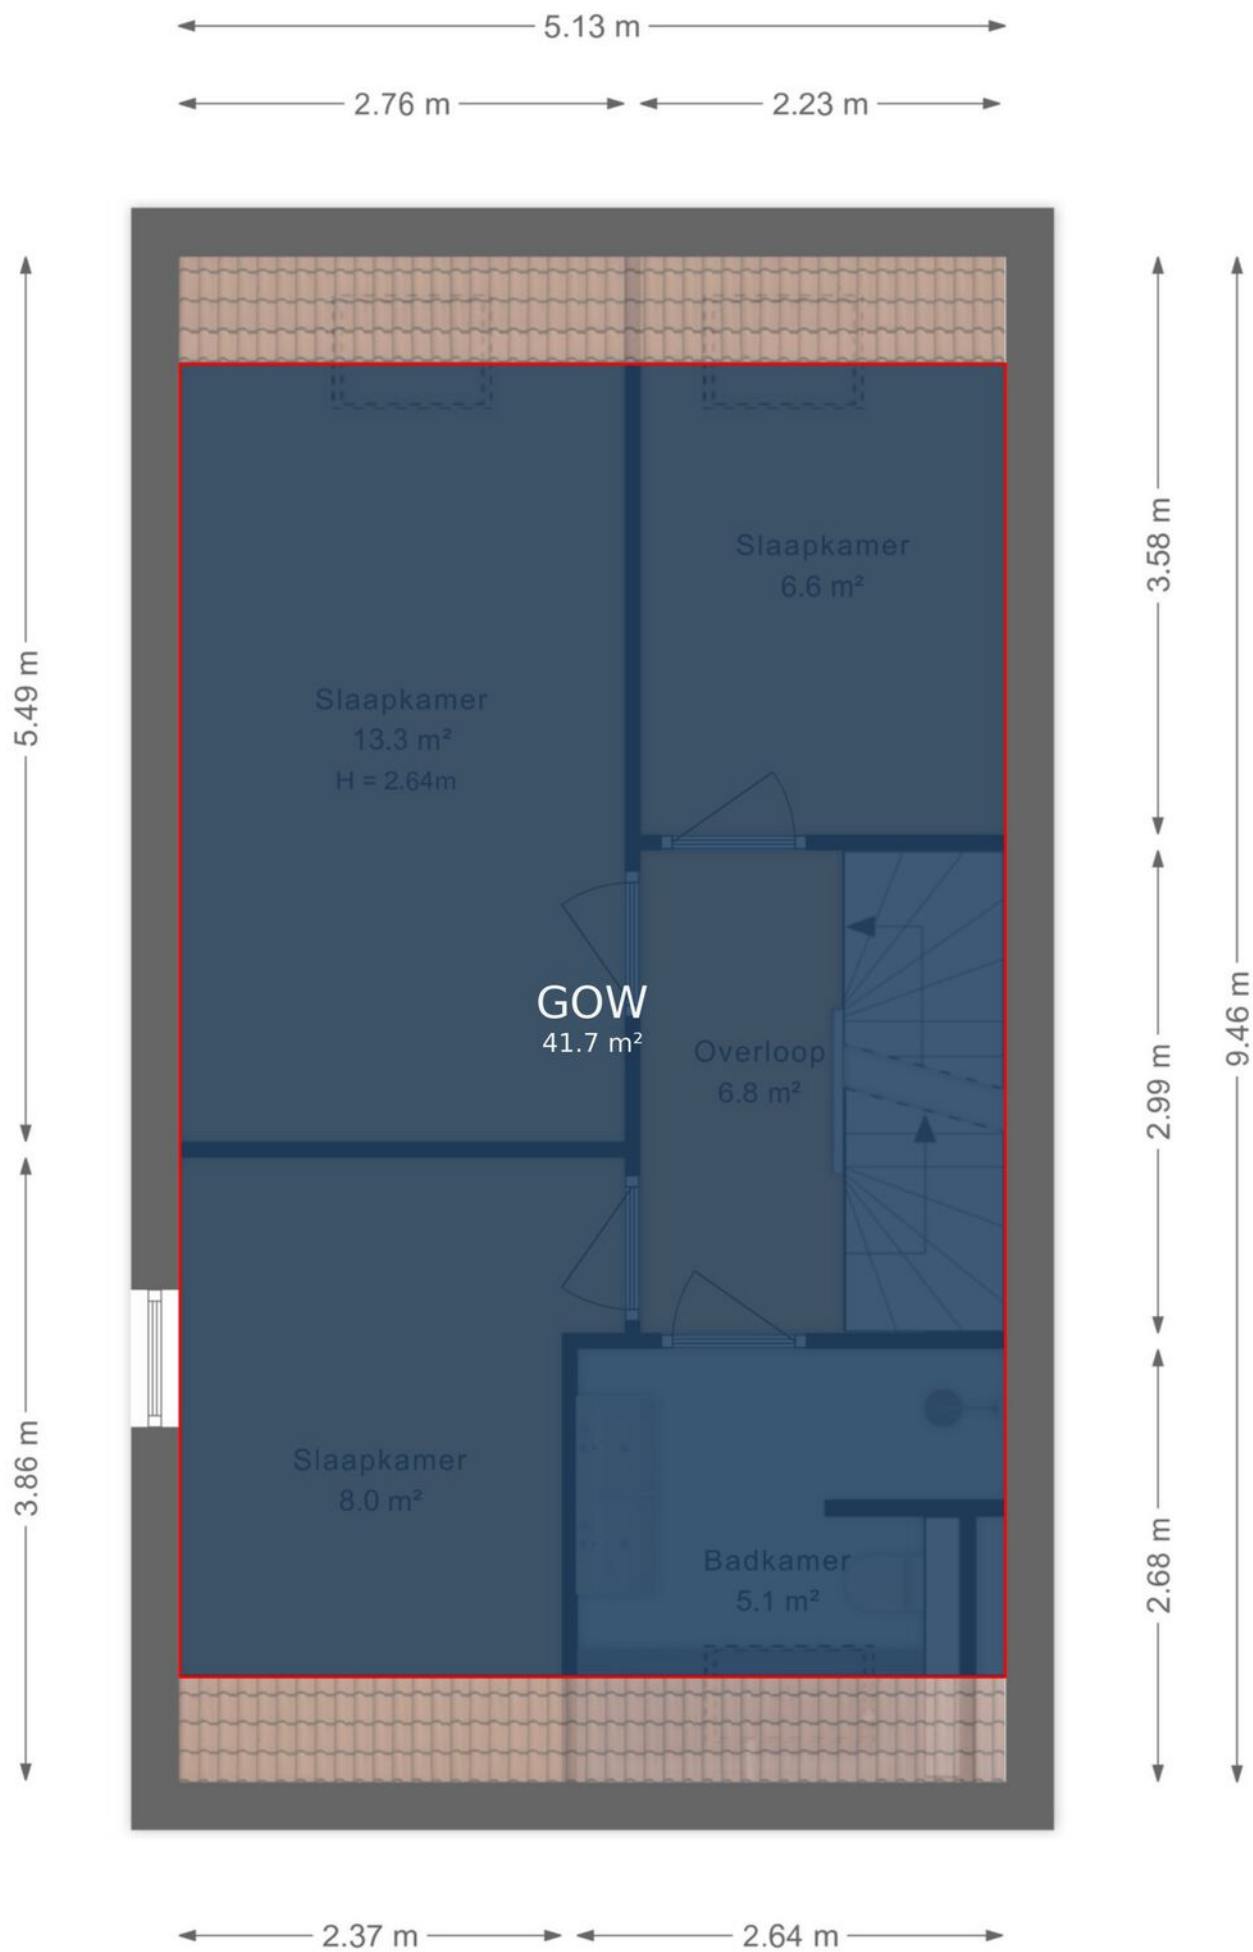 5.13 m
2.76 m
2.23 m
5.49 m
3.58 m
Slaapkamer
6.6 m²
Slaapkamer
13.3 m²
H = 2.64m
GOW
41.7 m²
Overloop
6.8 m²
2.99 m
9.46 m
3.86 m
Slaapkamer
8.0 m²
Badkamer
5.1 m²
2.68 m
2.37 m
2.64 m